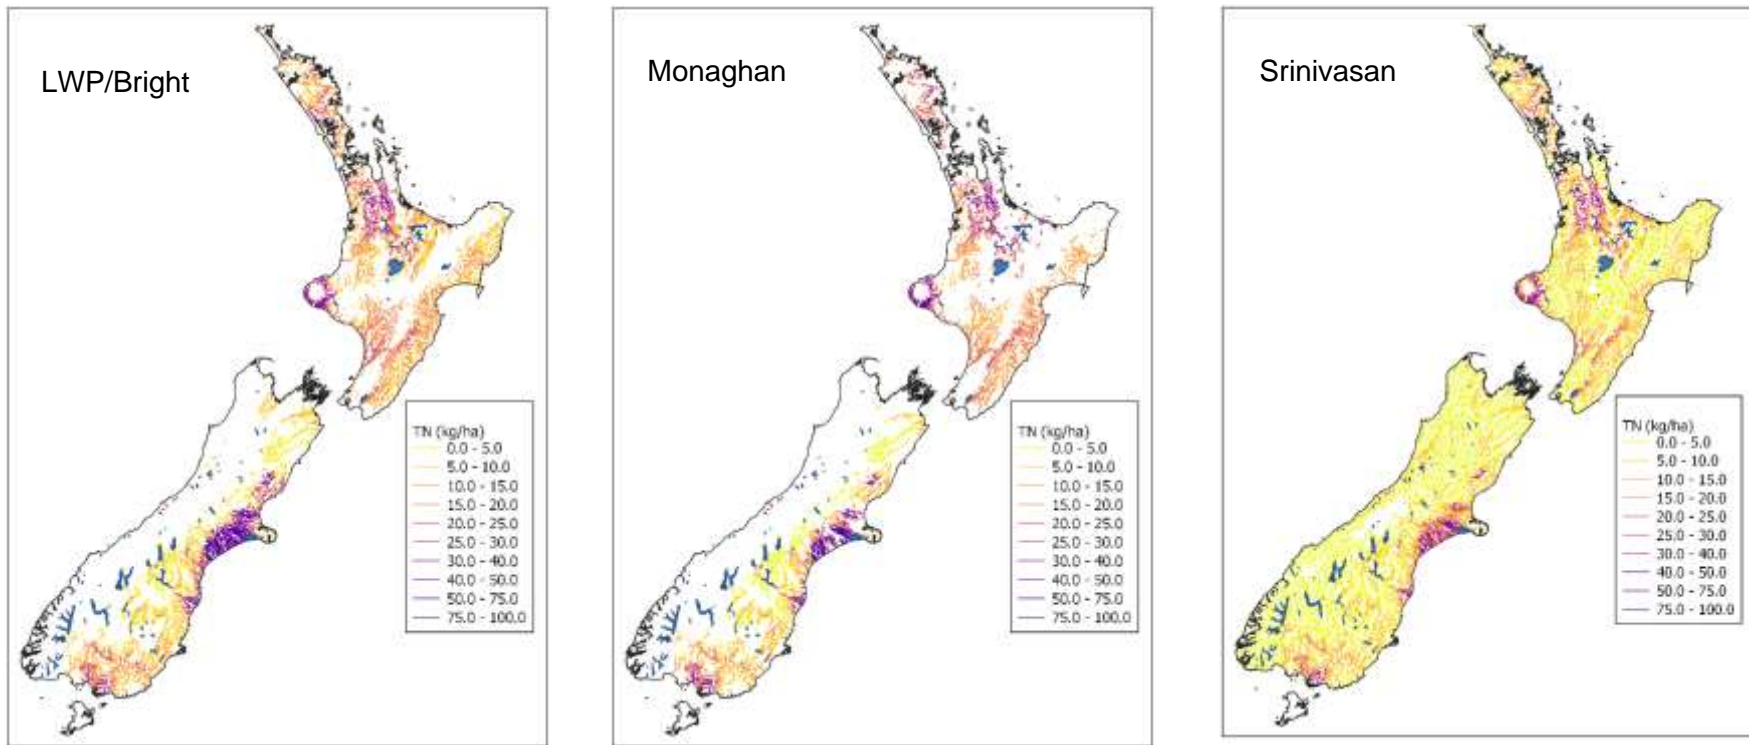 LWP/Bright
TN (kg/ha)
0.0 - 5.0
5.0 - 10.0
10.0 - 15.0
15.0 - 20.0
20.0 - 25.0
25.0 - 30.0
30.0 - 40.0
40.0 - 50.0
50.0 - 75.0
75.0 - 100.0
Monaghan
TN (kg/ha)
0.0 - 5.0
5.0 - 10.0
10.0 - 15.0
15.0 - 20.0
20.0 - 25.0
25.0 - 30.0
30.0 - 40.0
40.0 - 50.0
50.0 - 75.0
75.0 - 100.0
Srinivasan
TN (kg/ha)
0.0 - 5.0
5.0 - 10.0
10.0 - 15.0
15.0 - 20.0
20.0 - 25.0
25.0 - 30.0
30.0 - 40.0
40.0 - 50.0
50.0 - 75.0
75.0 - 100.0